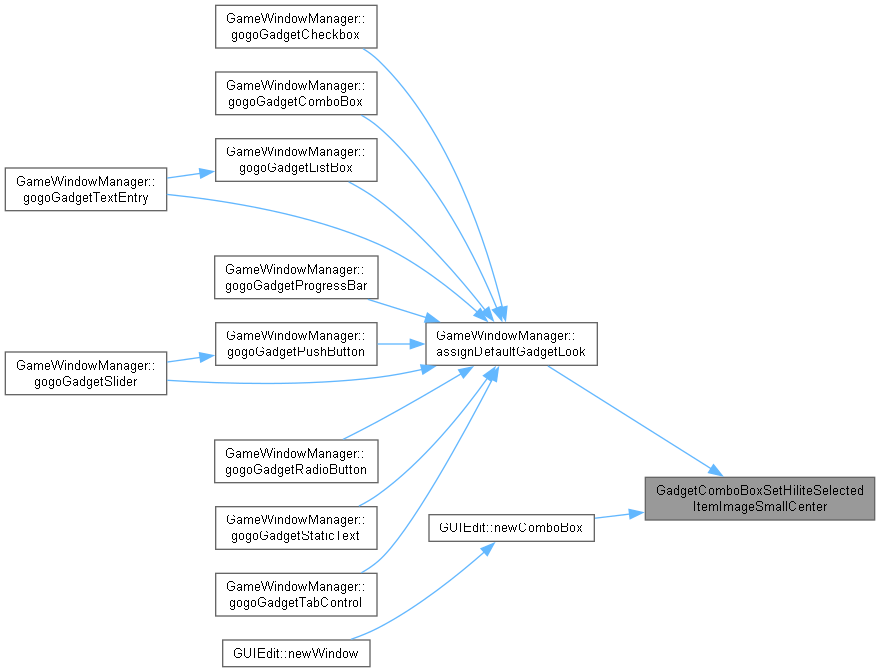 GameWindowManager::
gogoGadgetCheckbox
GameWindowManager::
gogoGadgetComboBox
GameWindowManager::
gogoGadgetListBox
GameWindowManager::
gogoGadgetTextEntry
GameWindowManager::
gogoGadgetProgressBar
GameWindowManager::
gogoGadgetPushButton
GameWindowManager::
assignDefaultGadgetLook
GameWindowManager::
gogoGadgetSlider
GameWindowManager::
gogoGadgetRadioButton
GadgetComboBoxSetHiliteSelected
ItemImageSmallCenter
GameWindowManager::
gogoGadgetStaticText
GUIEdit::newComboBox
GameWindowManager::
gogoGadgetTabControl
GUIEdit::newWindow